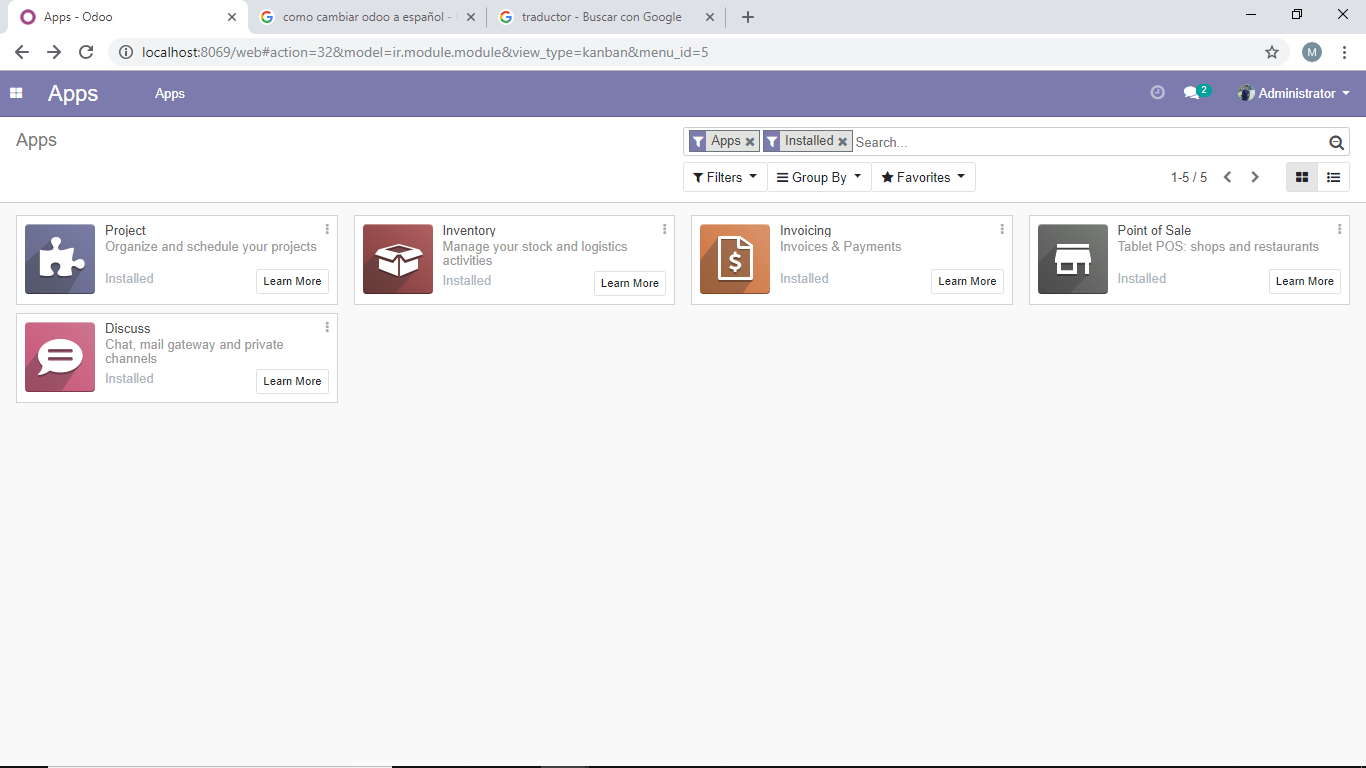 Apps - Odoo
como cambiar odoo a español -
traductor - Buscar con Google
localhost:8069/web#action=32&model=ir.module.module&view_type=kanban&menu_id=5
M
Apps
Apps
2
Administrator
Apps
Apps
Installed
Search...
Filters
Group By
Favorites
1-5 / 5
Project
Organize and schedule your projects
Installed
Learn More
Inventory
Manage your stock and logistics
activities
Installed
Learn More
Invoicing
Invoices & Payments
Installed
Learn More
Point of Sale
Tablet POS: shops and restaurants
Installed
Learn More
Discuss
Chat, mail gateway and private
channels
Installed
Learn More